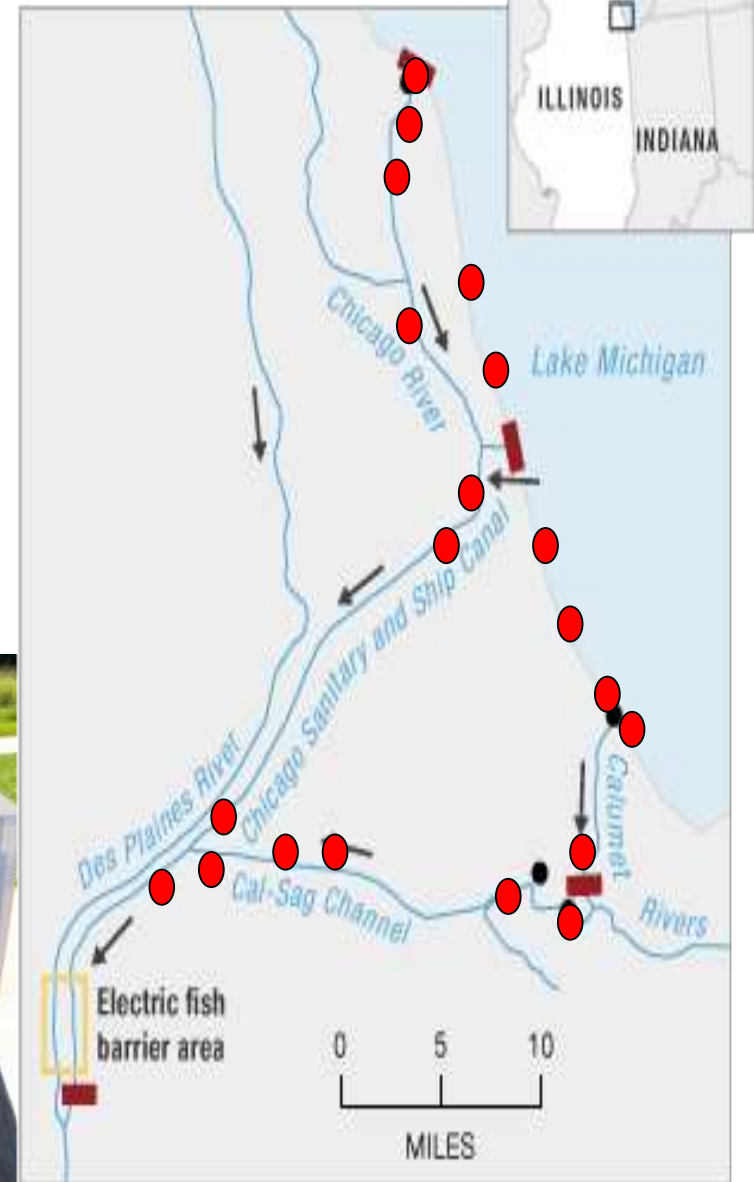 ILLINOIS
INDIANA
Chicago River
Lake Michigan
Chicago Sanitary and Ship Canal
Des Plaines River
Calumet
Cal-Sag Channel
Rivers
Electric fish
barrier area
0 5 10
MILES